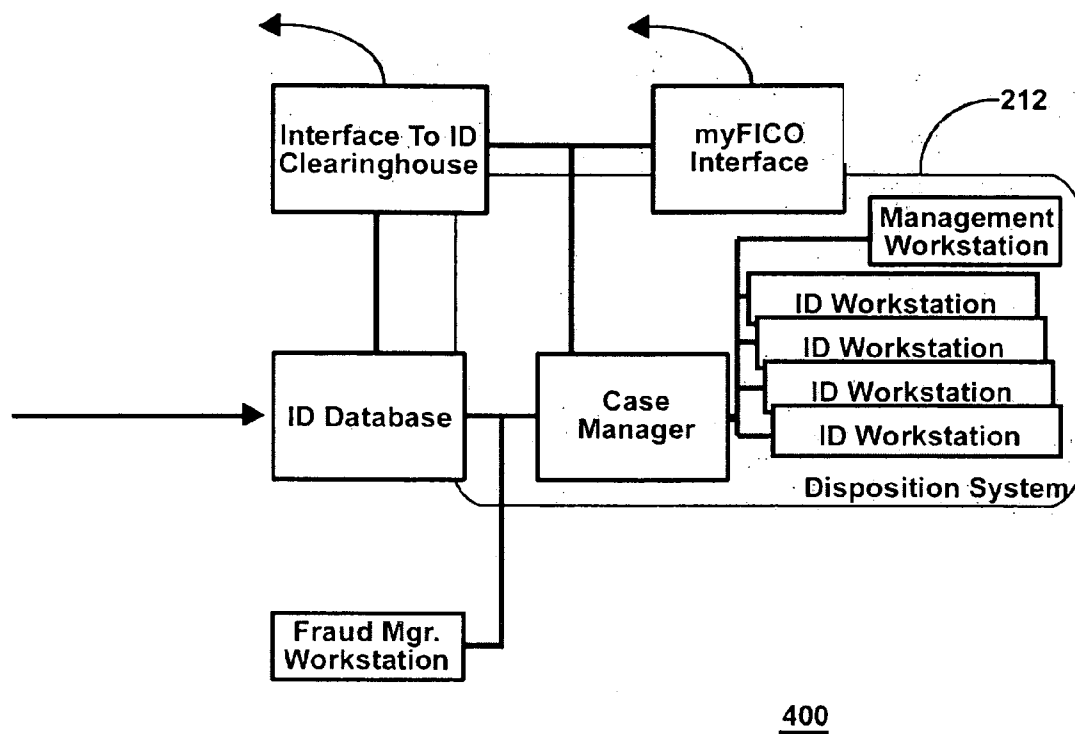 212
Interface To ID
Clearinghouse
myFICO
Interface
Management
Workstation
ID Workstation
ID Workstation
ID Workstation
ID Workstation
ID Database
Case
Manager
Disposition System
Fraud Mgr.
Workstation
400